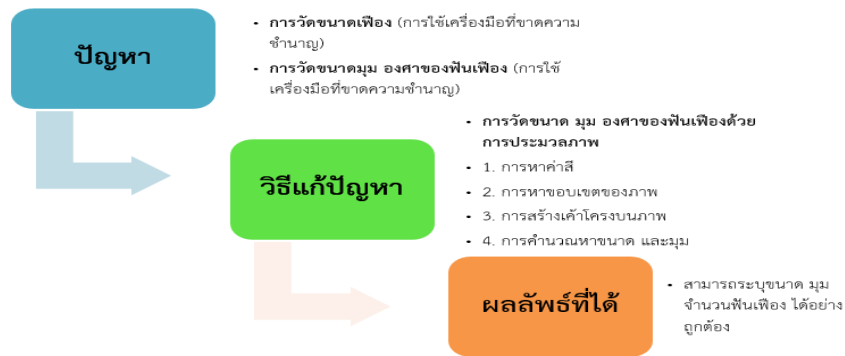 ปัญหา
• การวัดขนาดเฟือง (การใช้เครื่องมือที่ขาดความ
ชำนาญ)
• การวัดขนาดมุม องศาของฟันเฟือง (การใช้
เครื่องมือที่ขาดความชำนาญ)
วิธีแก้ปัญหา
• การวัดขนาด มุม องศาของฟันเฟืองด้วย
การประมวลภาพ
• 1. การหาค่าสี
• 2. การหาขอบเขตของภาพ
• 3. การสร้างเค้าโครงบนภาพ
• 4. การคำนวณหาขนาด และมุม
ผลลัพธ์ที่ได้
• สามารถระบุขนาด มุม
จำนวนฟันเฟือง ได้อย่าง
ถูกต้อง